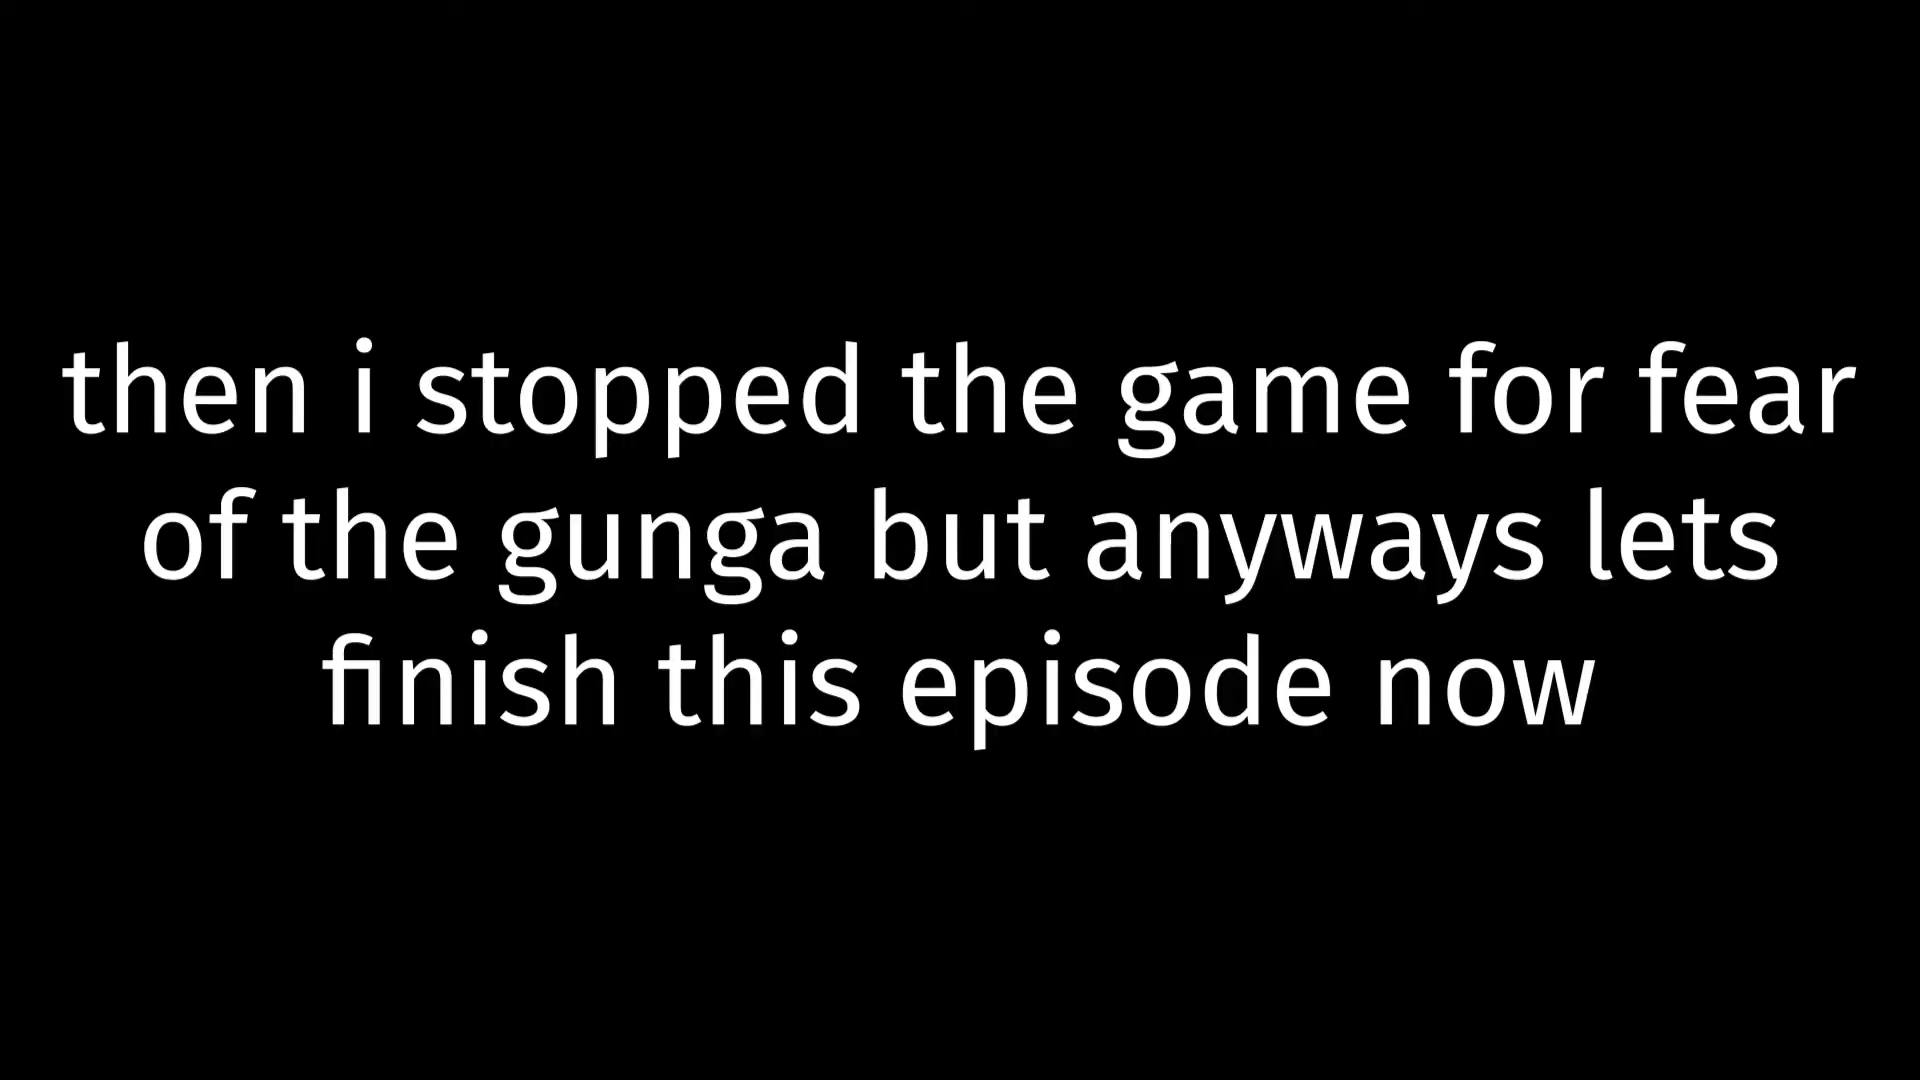 then i stopped the game for fear
of the gunga but anyways lets
finish this episode now